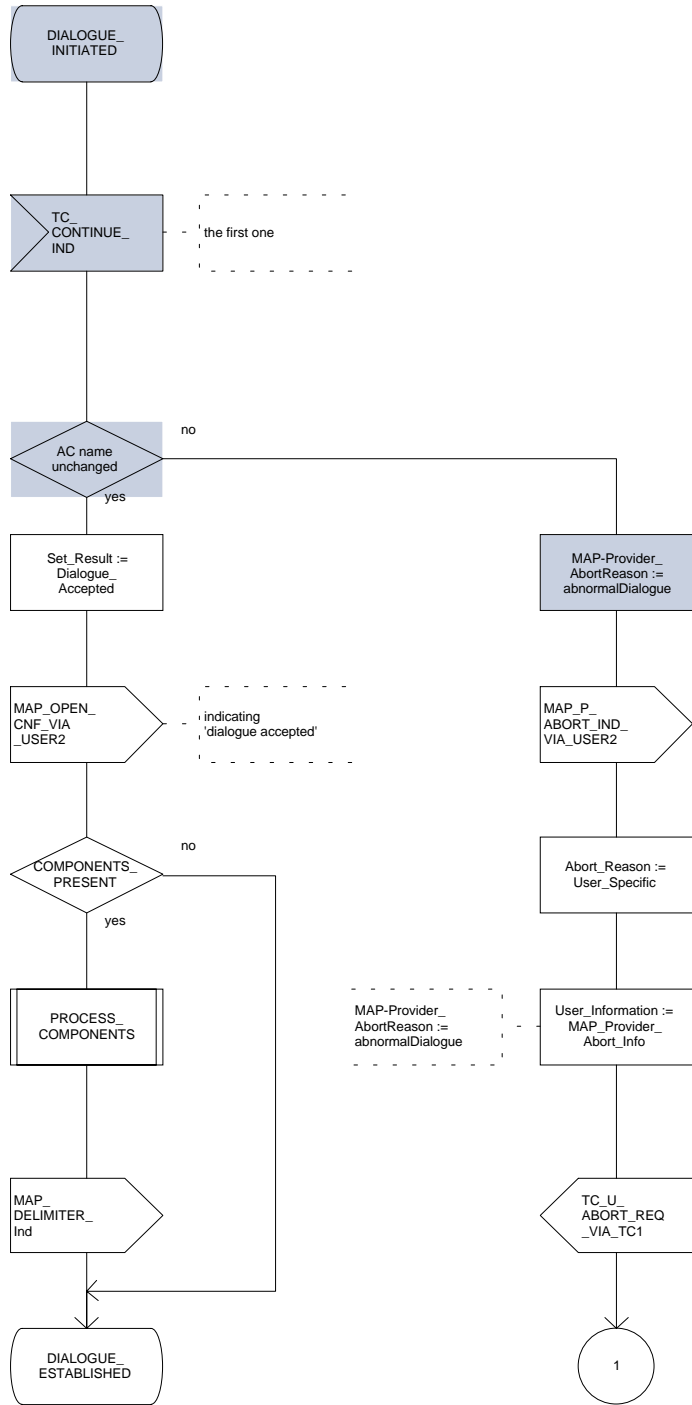 DIALOGUE_
INITIATED
TC_
CONTINUE_
IND
the first one
AC name
unchanged
no
yes
Set_Result :=
Dialogue_
Accepted
MAP-Provider_
AbortReason :=
abnormalDialogue
MAP_OPEN_
CNF_VIA
_USER2
indicating
'dialogue accepted'
MAP_P_
ABORT_IND_
VIA_USER2
COMPONENTS_
PRESENT
no
yes
Abort_Reason :=
User_Specific
PROCESS_
COMPONENTS
MAP-Provider_
AbortReason :=
abnormalDialogue
User_Information :=
MAP_Provider_
Abort_Info
MAP_
DELIMITER_
Ind
TC_U_
ABORT_REQ
_VIA_TC1
DIALOGUE_
ESTABLISHED
1